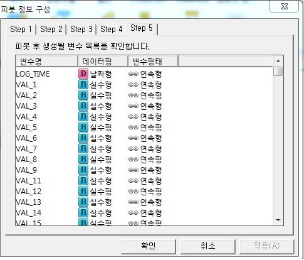 피봇 정보 구성
Step 1 Step 2 Step 3 Step 4 Step 5
피봇 후 생성될 변수 목록을 확인합니다.
변수명 데이터형 변수형태
LOG_TIME D 날짜형 연속형
VAL_1 R 실수형 연속형
VAL_2 R 실수형 연속형
VAL_3 R 실수형 연속형
VAL_4 R 실수형 연속형
VAL_5 R 실수형 연속형
VAL_6 R 실수형 연속형
VAL_7 R 실수형 연속형
VAL_8 R 실수형 연속형
VAL_9 R 실수형 연속형
VAL_11 R 실수형 연속형
VAL_12 R 실수형 연속형
VAL_13 R 실수형 연속형
VAL_14 R 실수형 연속형
VAL_15 R 실수형 연속형
확인 취소 적용(A)